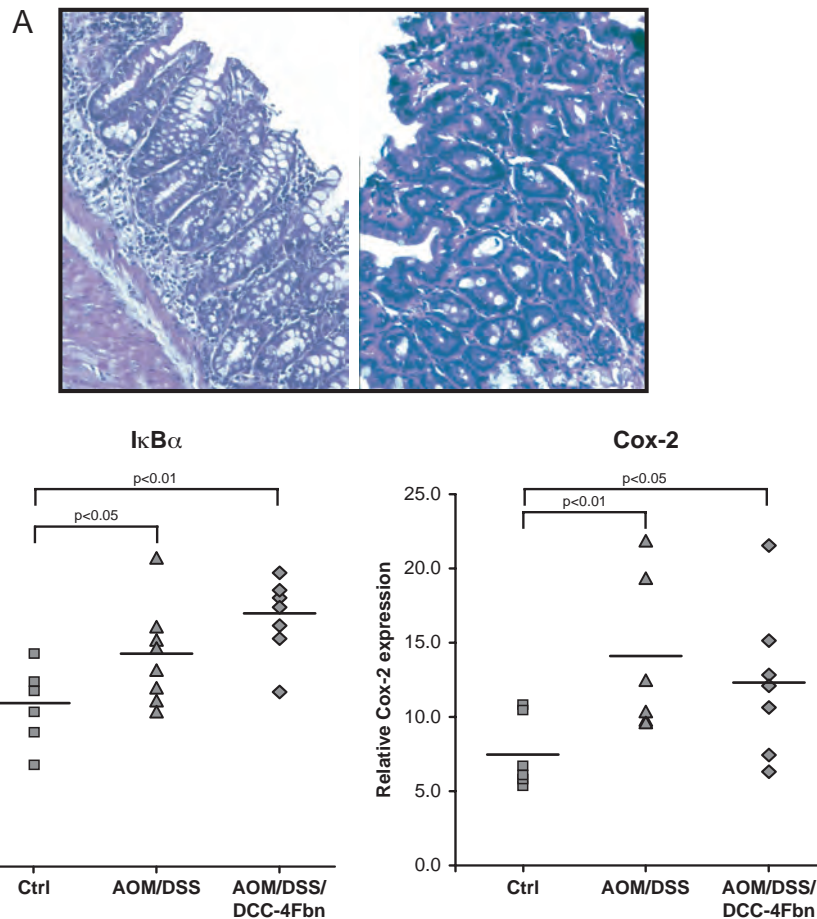 A
IκBα
p<0.01
p<0.05
Ctrl
AOM/DSS
AOM/DSS/
DCC-4Fbn
Cox-2
p<0.05
p<0.01
Relative Cox-2 expression
25.0
20.0
15.0
10.0
5.0
0.0
Ctrl
AOM/DSS
AOM/DSS/
DCC-4Fbn